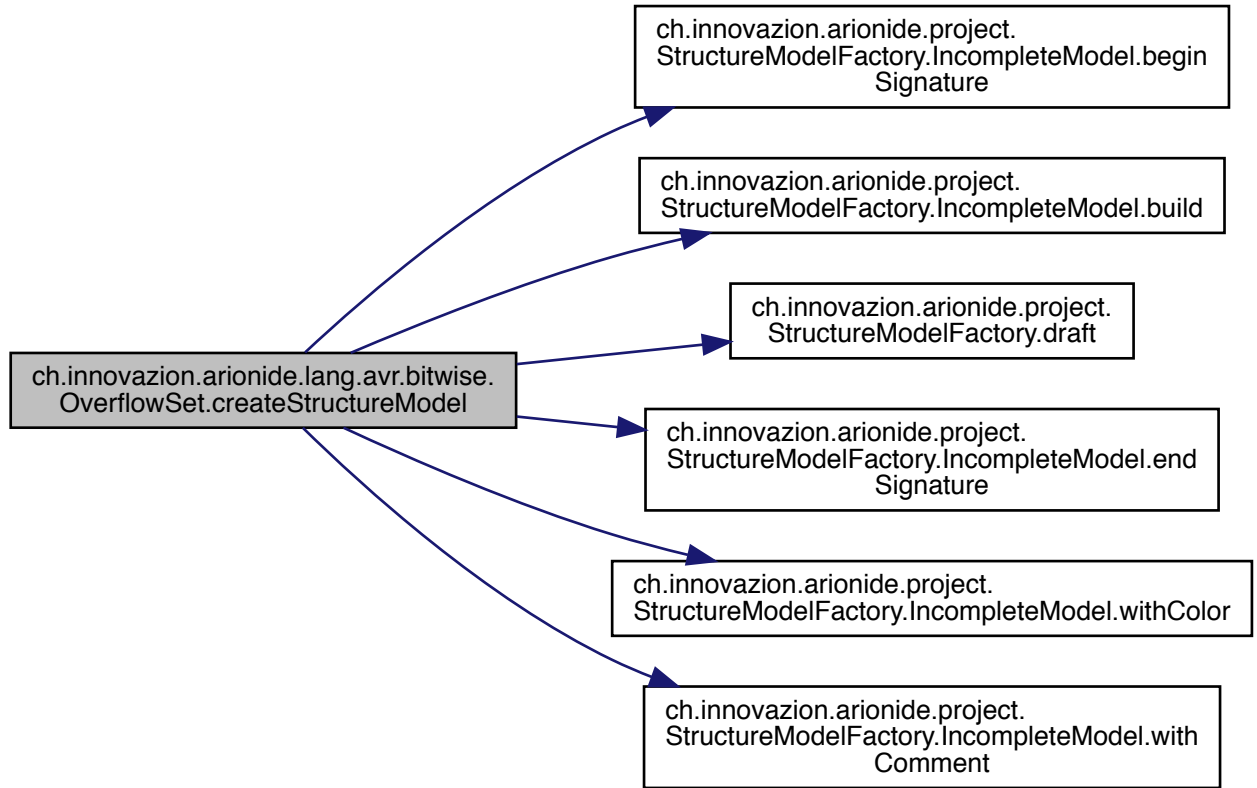 ch.innovazion.arionide.project.
StructureModelFactory.IncompleteModel.begin
Signature
ch.innovazion.arionide.project.
StructureModelFactory.IncompleteModel.build
ch.innovazion.arionide.project.
StructureModelFactory.draft
ch.innovazion.arionide.lang.avr.bitwise.
OverflowSet.createStructureModel
ch.innovazion.arionide.project.
StructureModelFactory.IncompleteModel.end
Signature
ch.innovazion.arionide.project.
StructureModelFactory.IncompleteModel.withColor
ch.innovazion.arionide.project.
StructureModelFactory.IncompleteModel.with
Comment